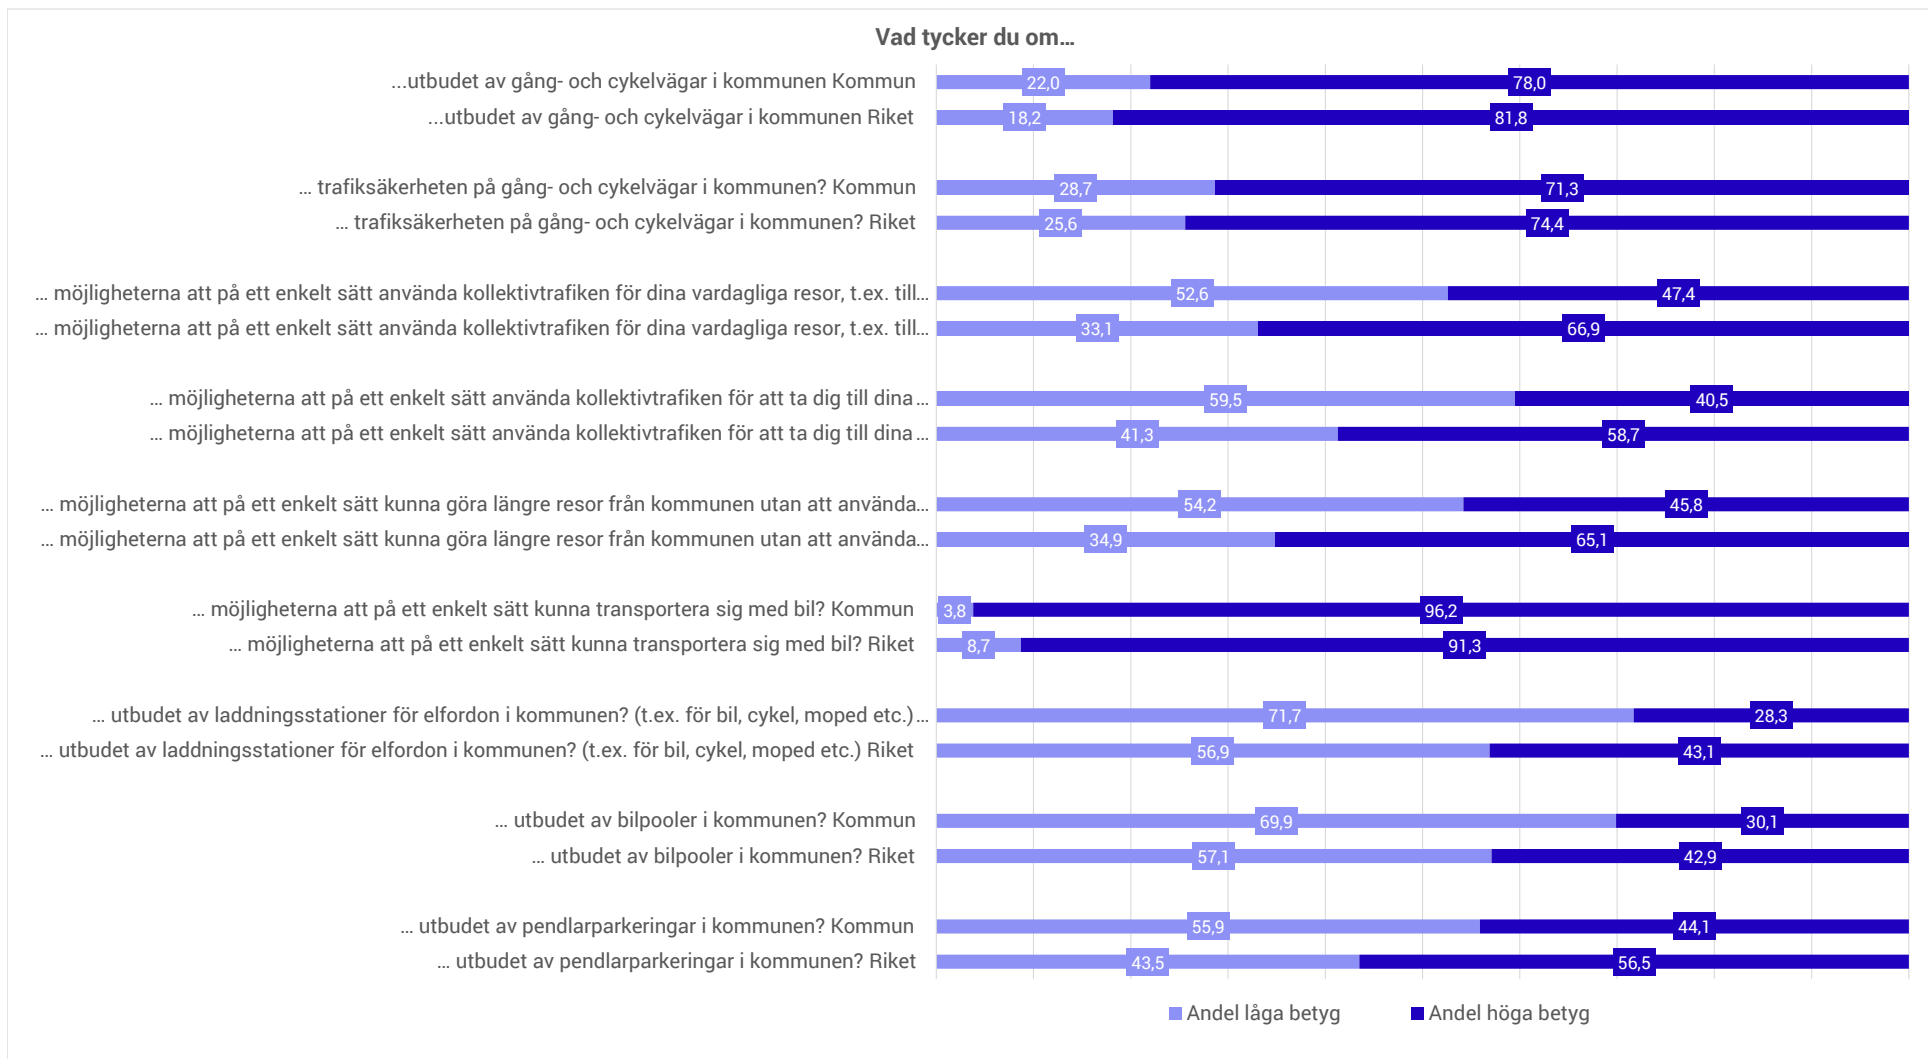 Vad tycker du om...
...utbudet av gång- och cykelvägar i kommunen Kommun 22,0 78,0
...utbudet av gång- och cykelvägar i kommunen Riket 18,2 81,8
... trafiksäkerheten på gång- och cykelvägar i kommunen? Kommun 28,7 71,3
... trafiksäkerheten på gång- och cykelvägar i kommunen? Riket 25,6 74,4
... möjligheterna att på ett enkelt sätt använda kollektivtrafiken för dina vardagliga resor, t.ex. till... 52,6 47,4
... möjligheterna att på ett enkelt sätt använda kollektivtrafiken för dina vardagliga resor, t.ex. till... 33,1 66,9
... möjligheterna att på ett enkelt sätt använda kollektivtrafiken för att ta dig till dina ... 59,5 40,5
... möjligheterna att på ett enkelt sätt använda kollektivtrafiken för att ta dig till dina ... 41,3 58,7
... möjligheterna att på ett enkelt sätt kunna göra längre resor från kommunen utan att använda... 54,2 45,8
... möjligheterna att på ett enkelt sätt kunna göra längre resor från kommunen utan att använda... 34,9 65,1
... möjligheterna att på ett enkelt sätt kunna transportera sig med bil? Kommun 3,8 96,2
... möjligheterna att på ett enkelt sätt kunna transportera sig med bil? Riket 8,7 91,3
... utbudet av laddningsstationer för elfordon i kommunen? (t.ex. för bil, cykel, moped etc.)... 71,7 28,3
... utbudet av laddningsstationer för elfordon i kommunen? (t.ex. för bil, cykel, moped etc.) Riket 56,9 43,1
... utbudet av bilpooler i kommunen? Kommun 69,9 30,1
... utbudet av bilpooler i kommunen? Riket 57,1 42,9
... utbudet av pendlarparkeringar i kommunen? Kommun 55,9 44,1
... utbudet av pendlarparkeringar i kommunen? Riket 43,5 56,5
Andel låga betyg Andel höga betyg